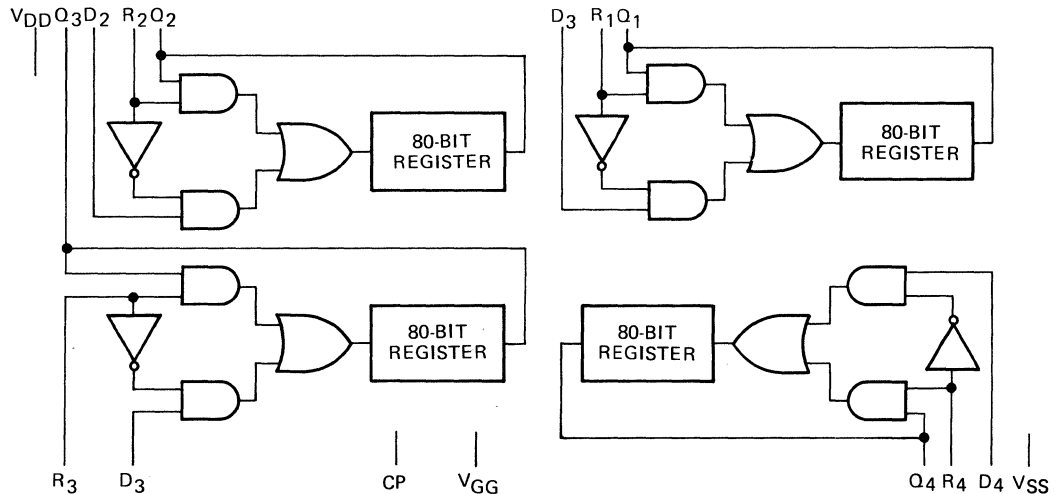 VDD Q3 D2 R2 Q2 D3 R1 Q1
80-BIT
REGISTER
80-BIT
REGISTER
80-BIT
REGISTER
80-BIT
REGISTER
R3 D3 CP VGG Q4 R4 D4 VSS